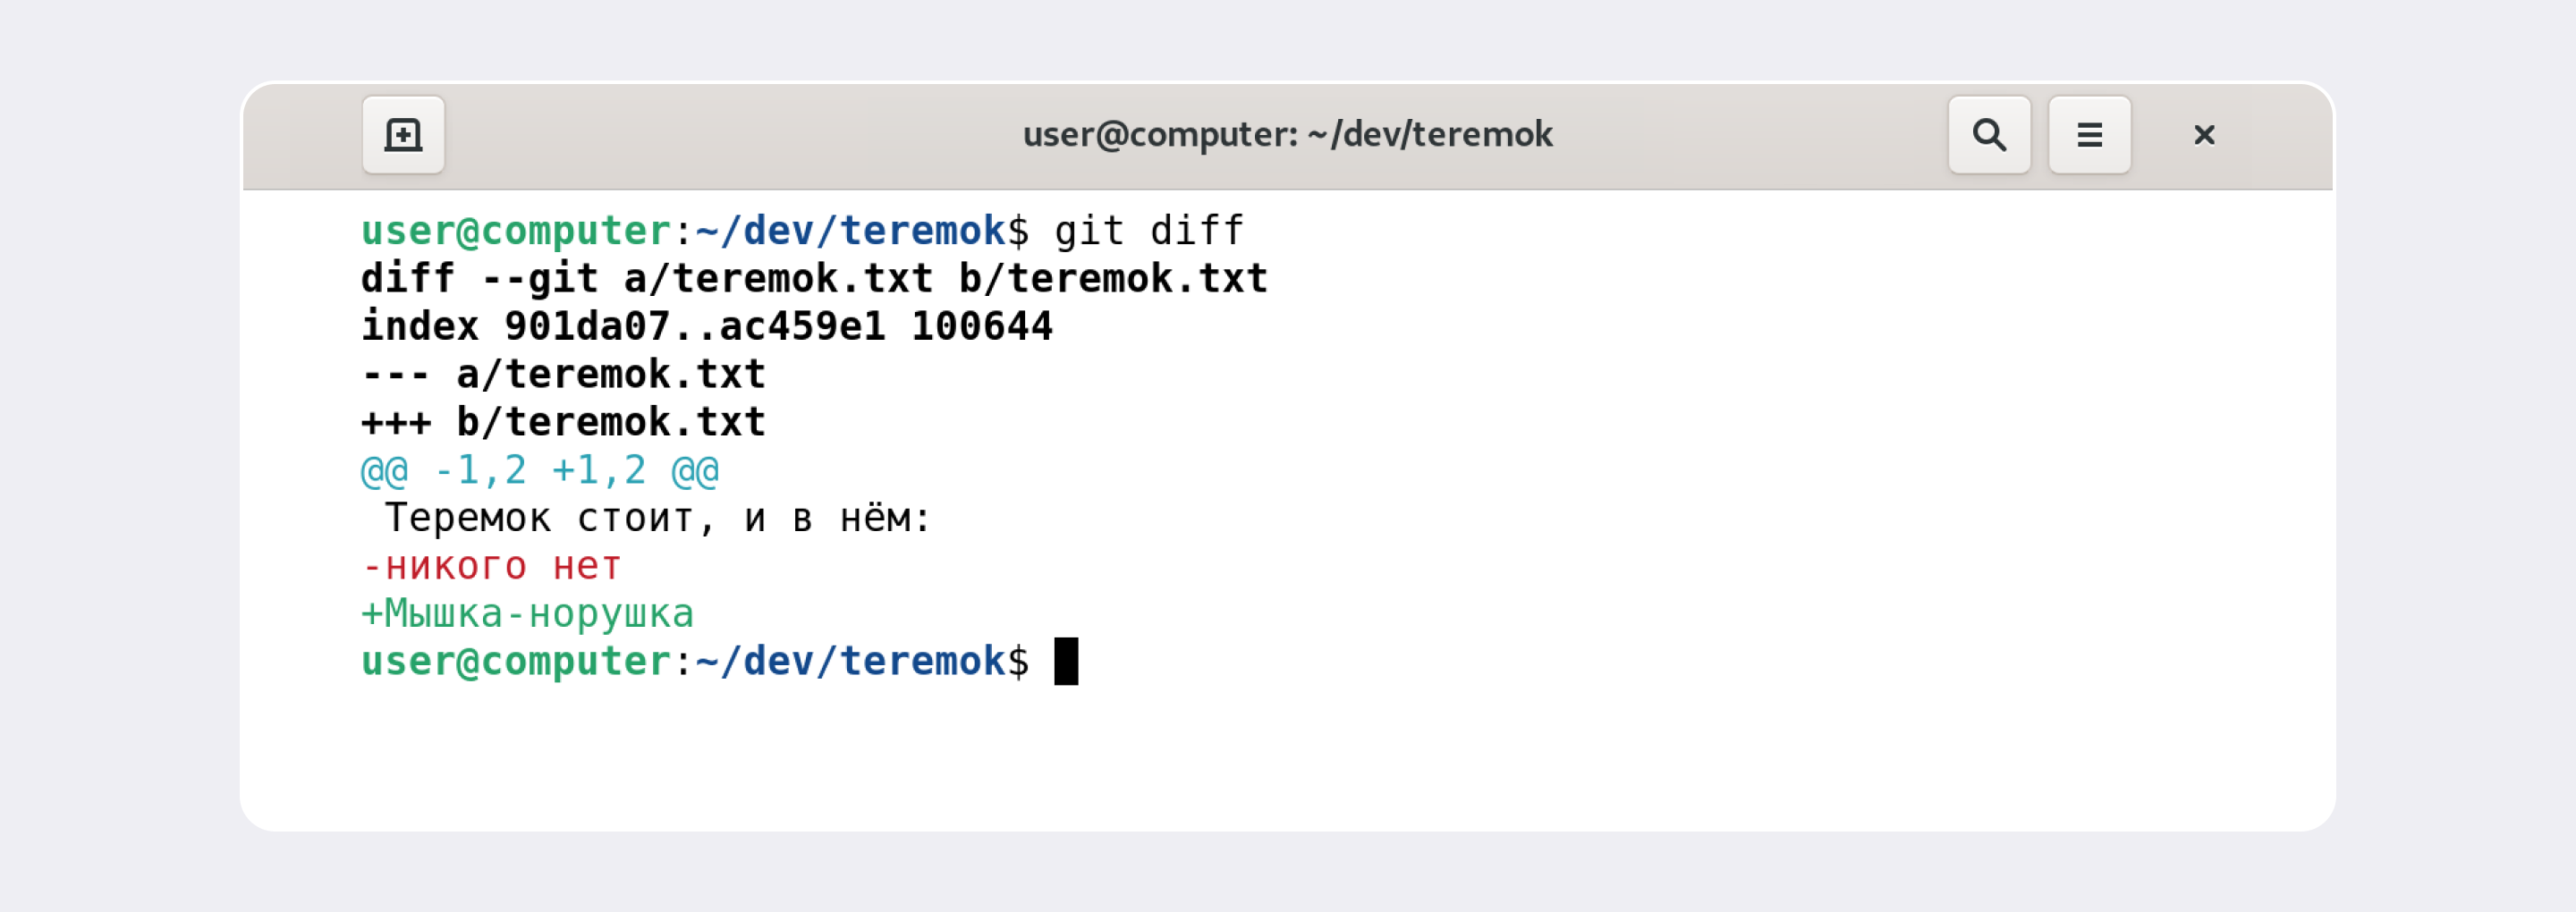 user@computer: ~/dev/teremok
user@computer:~/dev/teremok$ git diff
diff --git a/teremok.txt b/teremok.txt
index 901da07..ac459e1 100644
--- a/teremok.txt
+++ b/teremok.txt
@@ -1,2 +1,2 @@
 Теремок стоит, и в нём:
-никого нет
+Мышка-норушка
user@computer:~/dev/teremok$